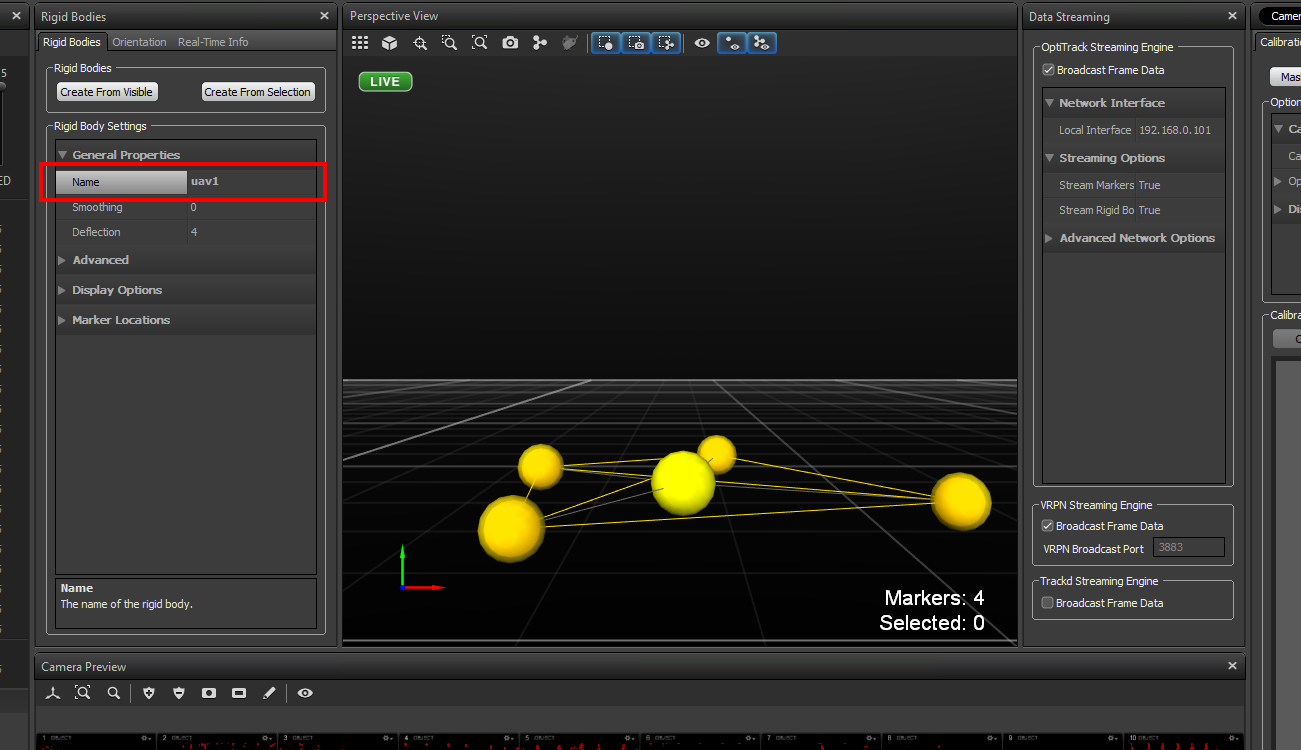 Rigid Bodies
Rigid Bodies Orientation Real-Time Info
Rigid Bodies
Create From Visible Create From Selection
Rigid Body Settings
General Properties
Name uav1
Smoothing 0
Deflection 4
Advanced
Display Options
Marker Locations
Name
The name of the rigid body.
Perspective View
LIVE
Markers: 4
Selected: 0
Data Streaming
OptiTrack Streaming Engine
Broadcast Frame Data
Network Interface
Local Interface 192.168.0.101
Streaming Options
Stream Markers True
Stream Rigid Bo True
Advanced Network Options
VRPN Streaming Engine
Broadcast Frame Data
VRPN Broadcast Port 3883
Trackd Streaming Engine
Broadcast Frame Data
Camer
Calibratic
Mas
Option
Ca
Ca
Op
Dis
Calibra
C
5
ED
Camera Preview
1 OBJECT 2 OBJECT 3 OBJECT 4 OBJECT 5 OBJECT 6 OBJECT 7 OBJECT 8 OBJECT 9 OBJECT 10 OBJECT